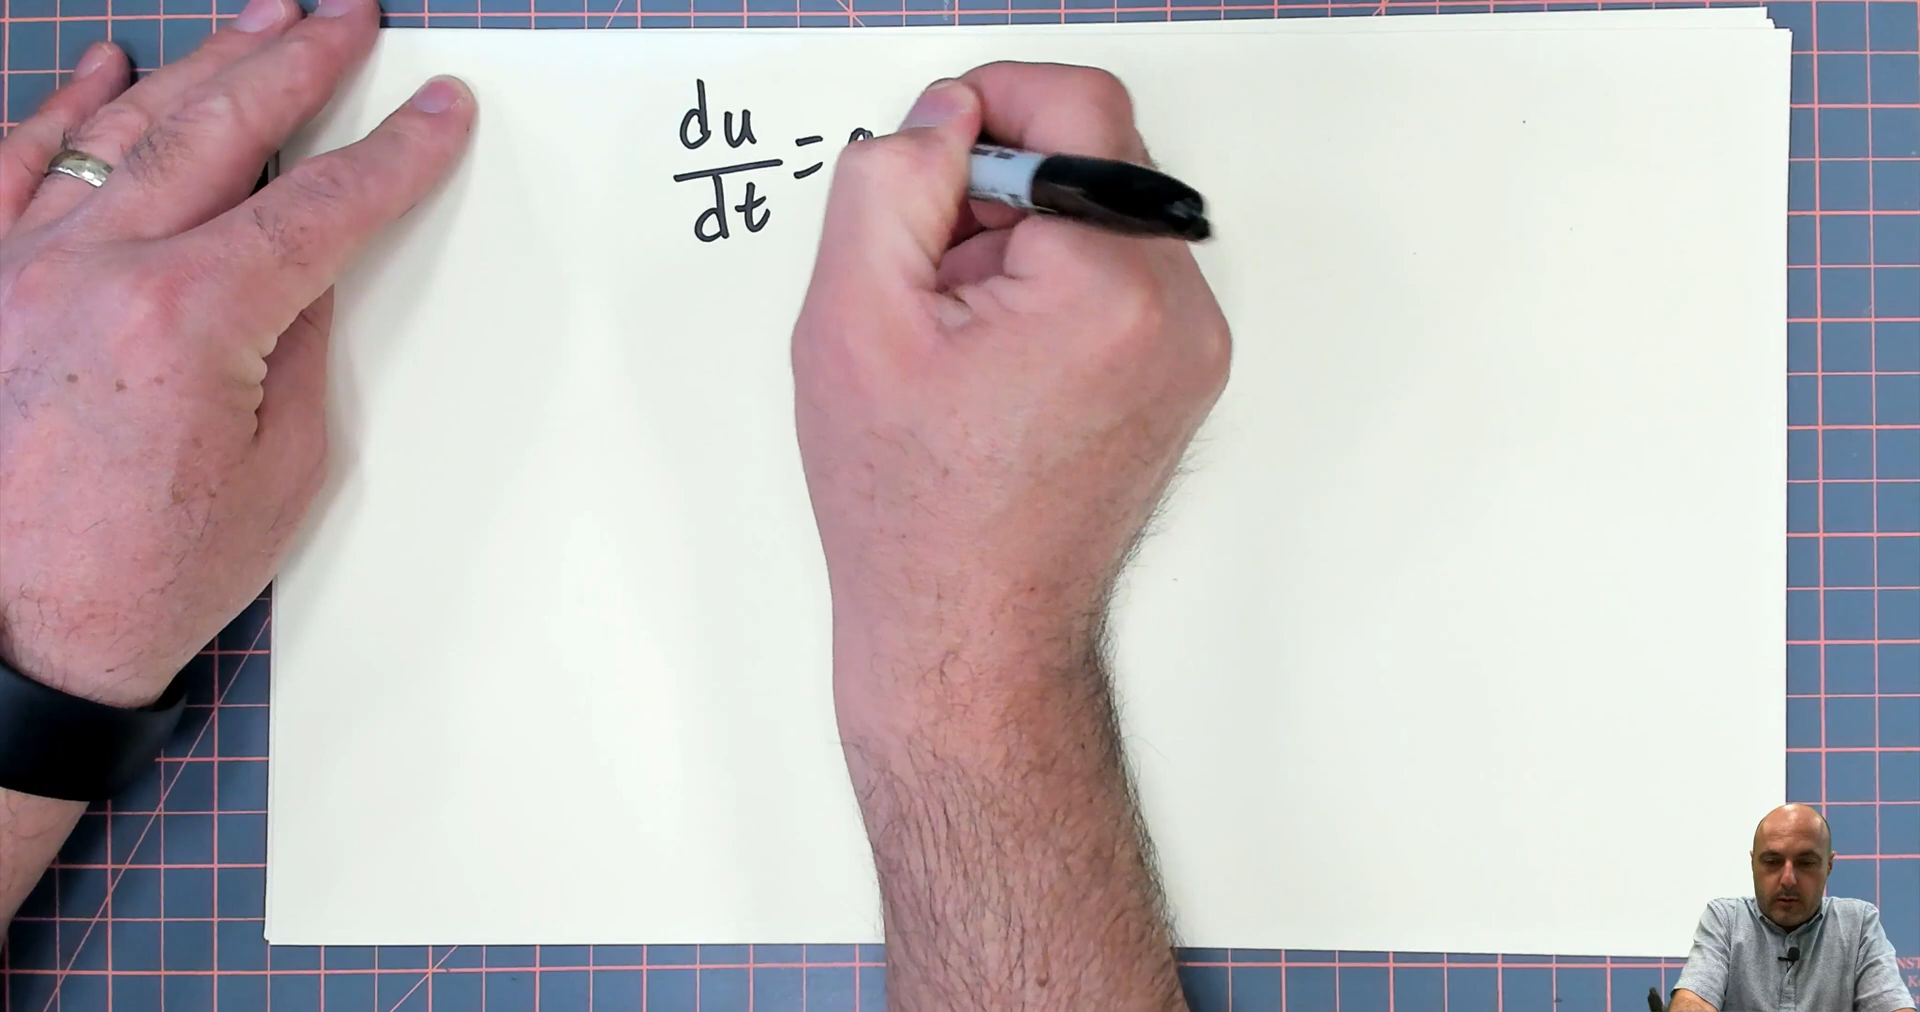 du
dt =